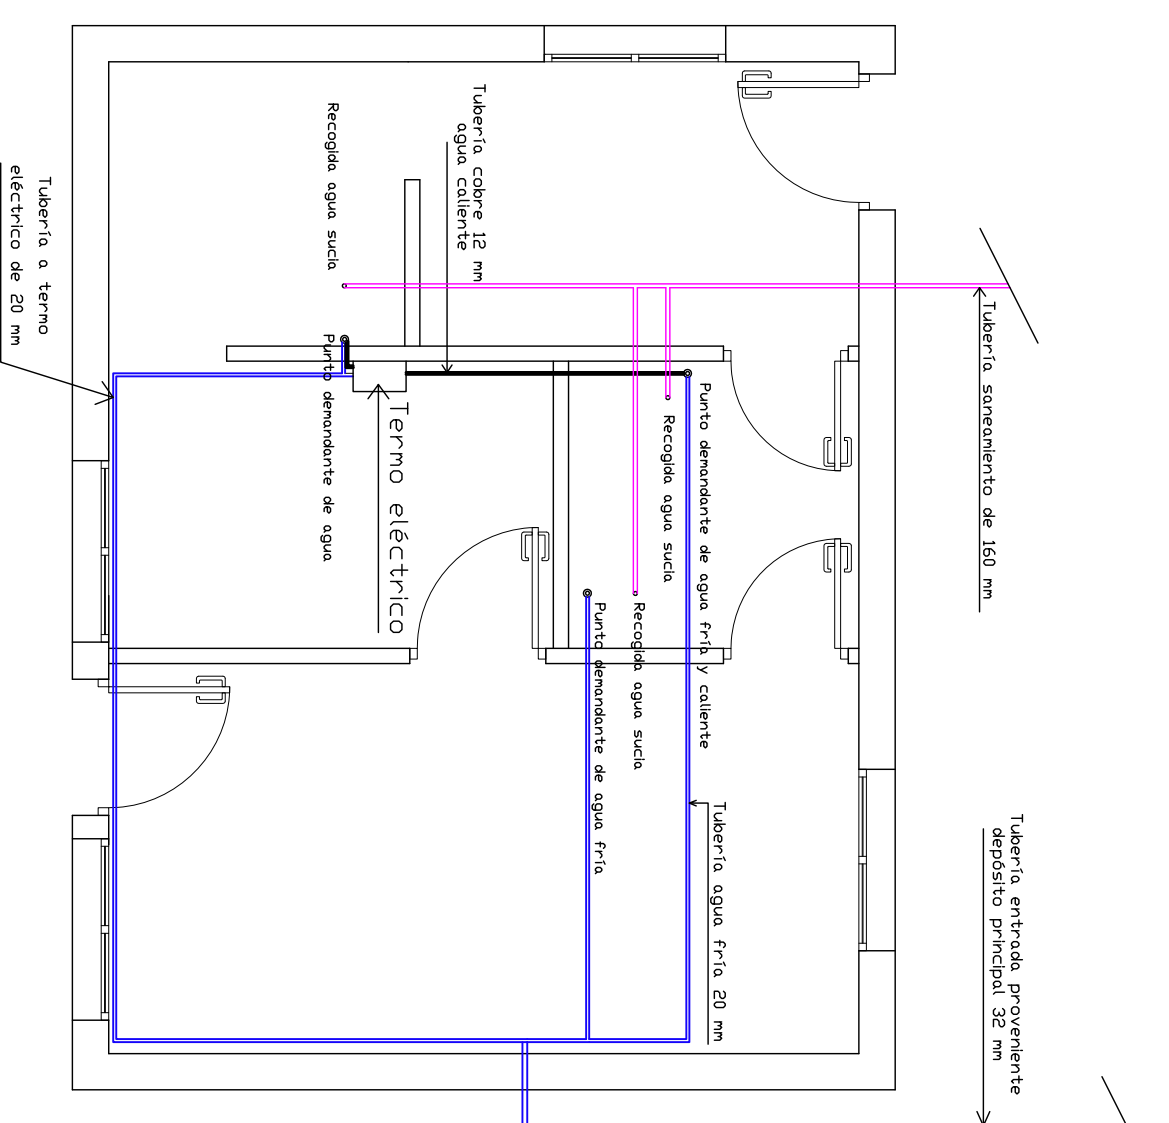 Tubería entrada proveniente
depósito principal 32 mm
Tubería saneamiento de 160 mm
Tubería agua fría 20 mm
Punto demandante de agua fría y caliente
Recogida agua sucia
Recogida agua sucia
Punto demandante de agua fría
Tubería cobre 12 mm
agua caliente
Termo eléctrico
Recogida agua sucia
Punto demandante de agua
Tubería a termo
eléctrico de 20 mm